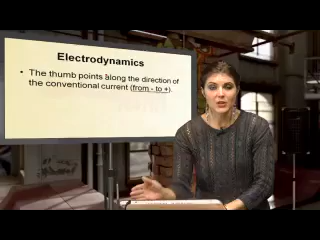 Electrodynamics
• The thumb points along the direction of
the conventional current (from - to +).